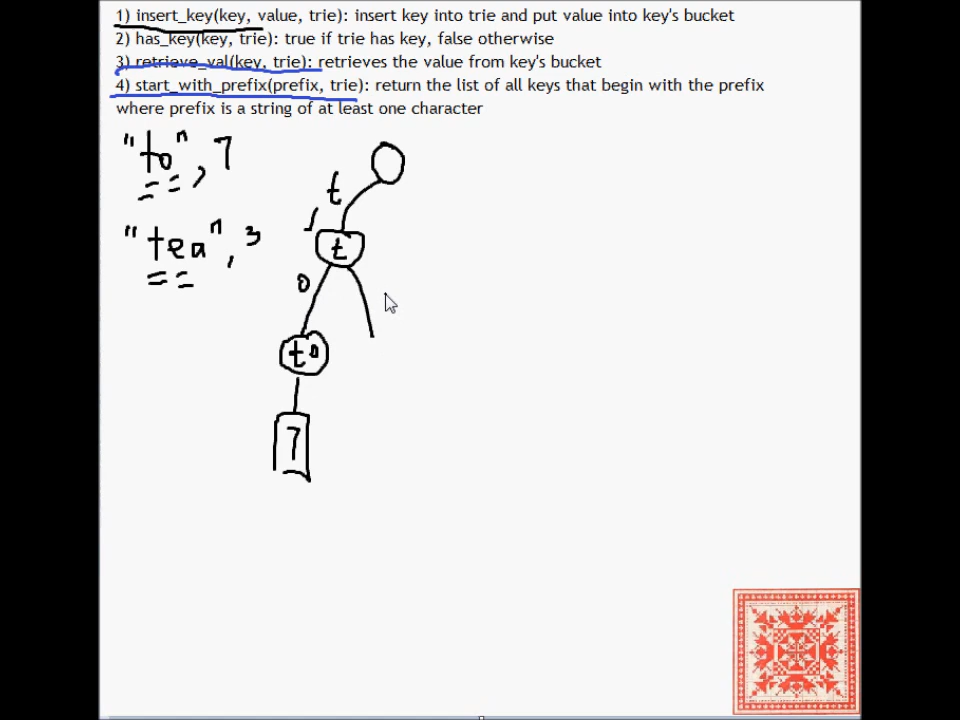 1) insert_key(key, value, trie): insert key into trie and put value into key's bucket
2) has_key(key, trie): true if trie has key, false otherwise
3) retrieve_val(key, trie): retrieves the value from key's bucket
4) start_with_prefix(prefix, trie): return the list of all keys that begin with the prefix
where prefix is a string of at least one character
"to", 7
t
"tea", 3
t
o
to
7